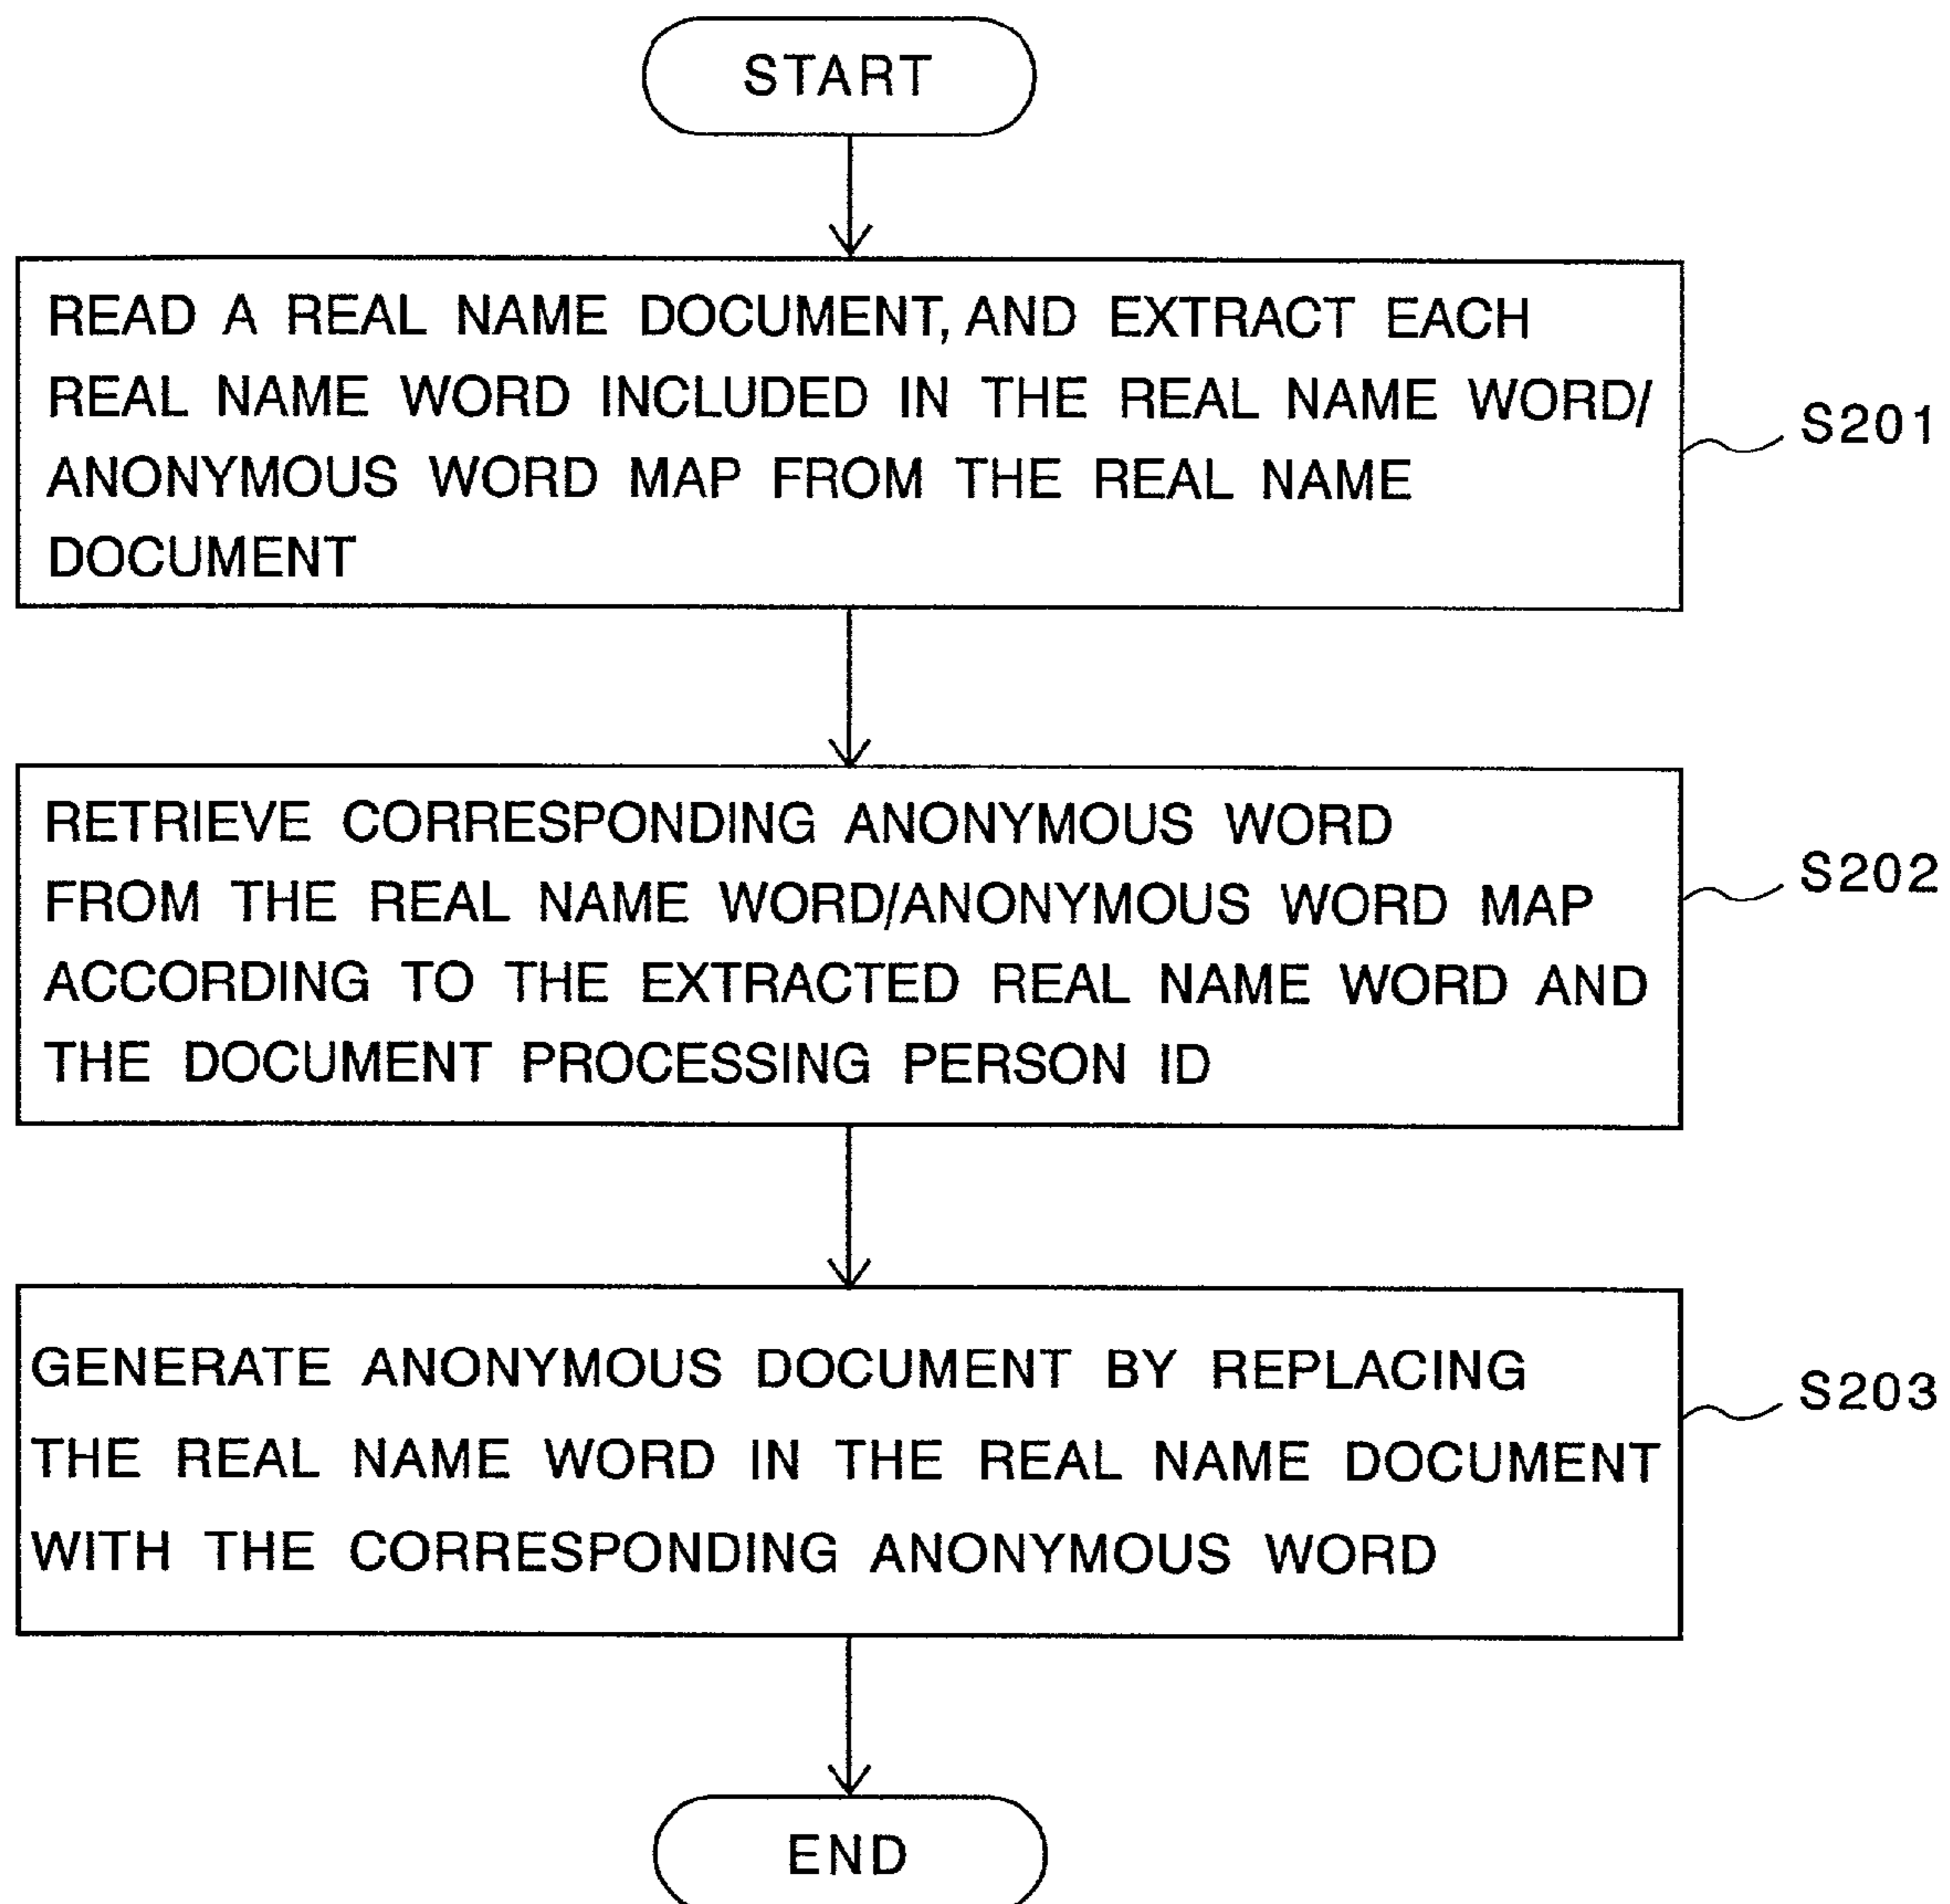 START
READ A REAL NAME DOCUMENT, AND EXTRACT EACH
REAL NAME WORD INCLUDED IN THE REAL NAME WORD/
ANONYMOUS WORD MAP FROM THE REAL NAME
DOCUMENT
S201
RETRIEVE CORRESPONDING ANONYMOUS WORD
FROM THE REAL NAME WORD/ANONYMOUS WORD MAP
ACCORDING TO THE EXTRACTED REAL NAME WORD AND
THE DOCUMENT PROCESSING PERSON ID
S202
GENERATE ANONYMOUS DOCUMENT BY REPLACING
THE REAL NAME WORD IN THE REAL NAME DOCUMENT
WITH THE CORRESPONDING ANONYMOUS WORD
S203
END